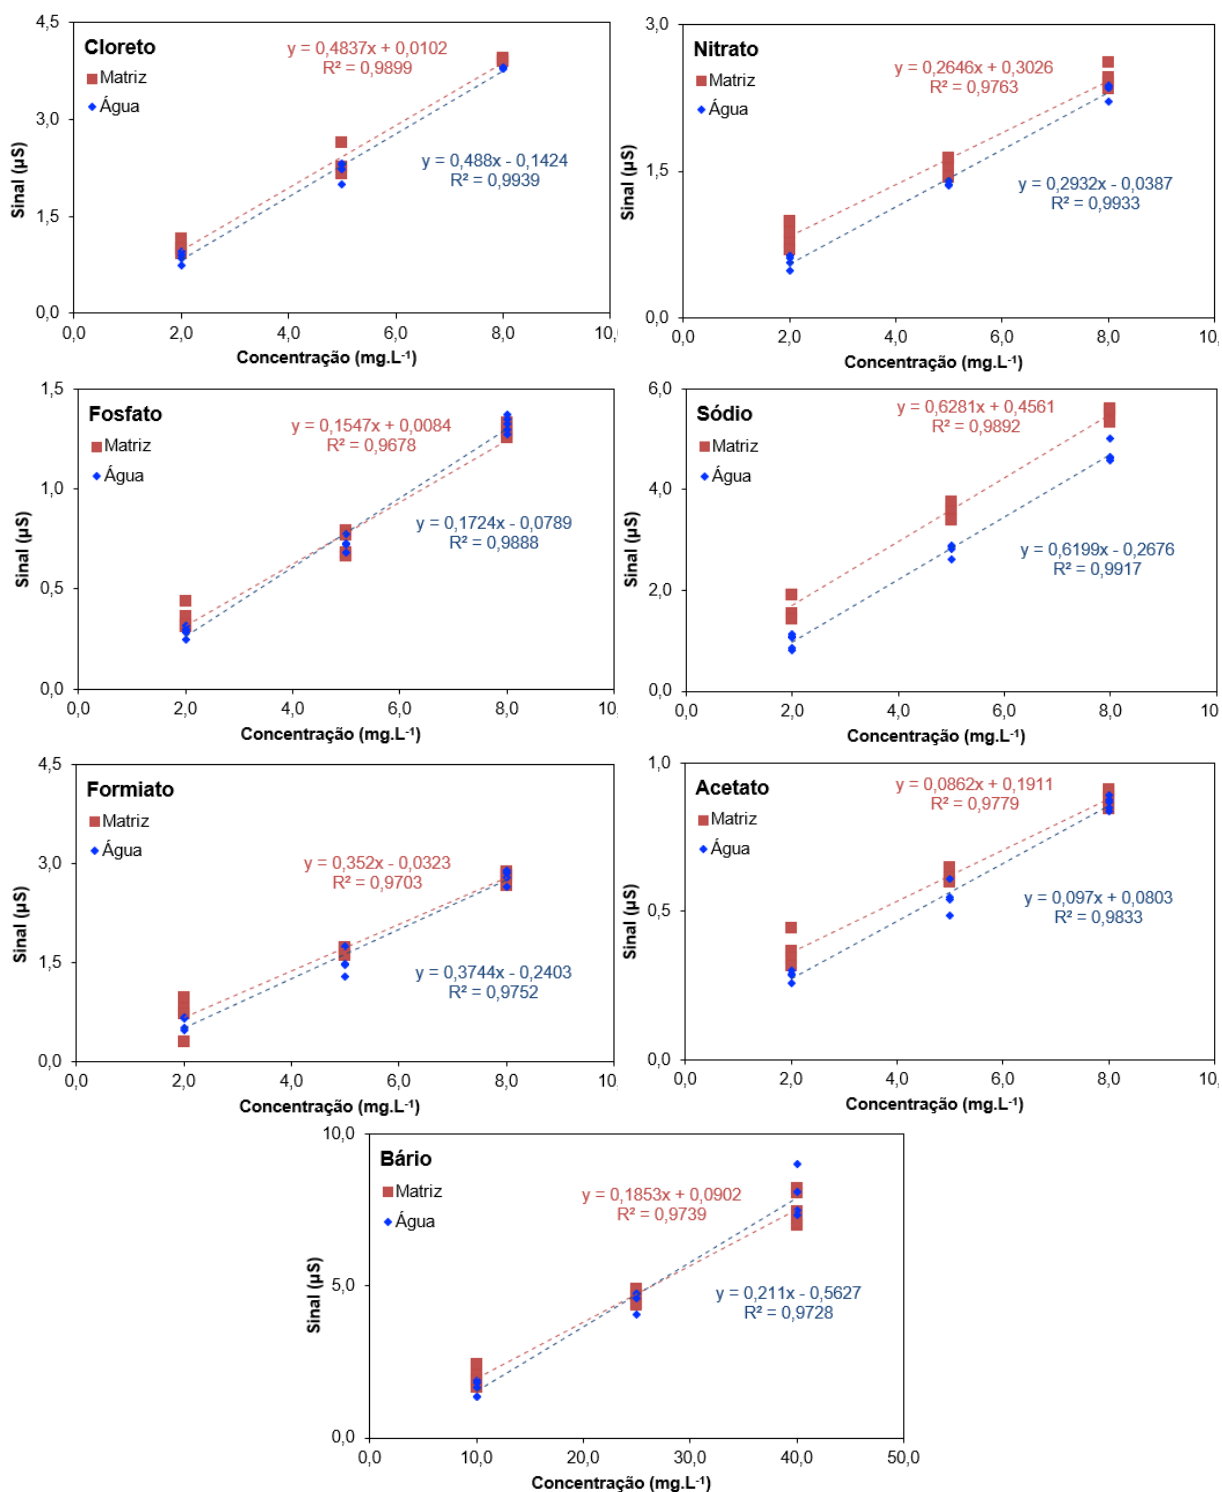 Cloreto
Matriz
Água
y = 0,4837x + 0,0102
R² = 0,9899
y = 0,488x - 0,1424
R² = 0,9939
4,5
3,0
1,5
0,0
0,0 2,0 4,0 6,0 8,0 10,
Sinal (µS)
Concentração (mg.L⁻¹)
Nitrato
Matriz
Água
y = 0,2646x + 0,3026
R² = 0,9763
y = 0,2932x - 0,0387
R² = 0,9933
3,0
1,5
0,0
0,0 2,0 4,0 6,0 8,0 10,
Sinal (µS)
Concentração (mg.L⁻¹)
Fosfato
Matriz
Água
y = 0,1547x + 0,0084
R² = 0,9678
y = 0,1724x - 0,0789
R² = 0,9888
1,5
1,0
0,5
0,0
0,0 2,0 4,0 6,0 8,0 10,
Sinal (µS)
Concentração (mg.L⁻¹)
Sódio
Matriz
Água
y = 0,6281x + 0,4561
R² = 0,9892
y = 0,6199x - 0,2676
R² = 0,9917
6,0
4,0
2,0
0,0
0,0 2,0 4,0 6,0 8,0 10,
Sinal (µS)
Concentração (mg.L⁻¹)
Formiato
Matriz
Água
y = 0,352x - 0,0323
R² = 0,9703
y = 0,3744x - 0,2403
R² = 0,9752
4,5
3,0
1,5
0,0
0,0 2,0 4,0 6,0 8,0 10,
Sinal (µS)
Concentração (mg.L⁻¹)
Acetato
Matriz
Água
y = 0,0862x + 0,1911
R² = 0,9779
y = 0,097x + 0,0803
R² = 0,9833
1,0
0,5
0,0
0,0 2,0 4,0 6,0 8,0 10,
Sinal (µS)
Concentração (mg.L⁻¹)
Bário
Matriz
Água
y = 0,1853x + 0,0902
R² = 0,9739
y = 0,211x - 0,5627
R² = 0,9728
10,0
5,0
0,0
0,0 10,0 20,0 30,0 40,0 50,0
Sinal (µS)
Concentração (mg.L⁻¹)